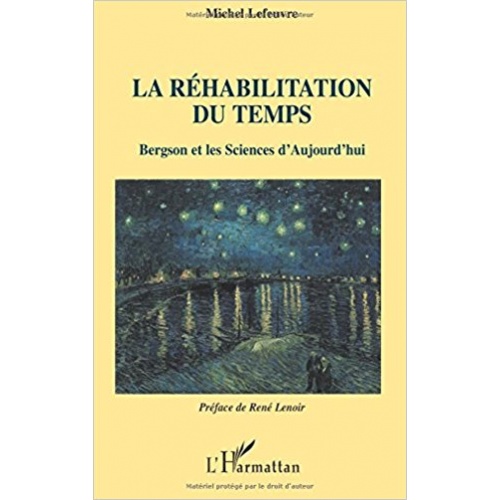 Michel Lefeuvre
Matériel protégé par le droit d'auteur
LA RÉHABILITATION
DU TEMPS
Bergson et les Sciences d'Aujourd'hui
Préface de René Lenoir
L'Harmattan
Matériel protégé par le droit d'auteur